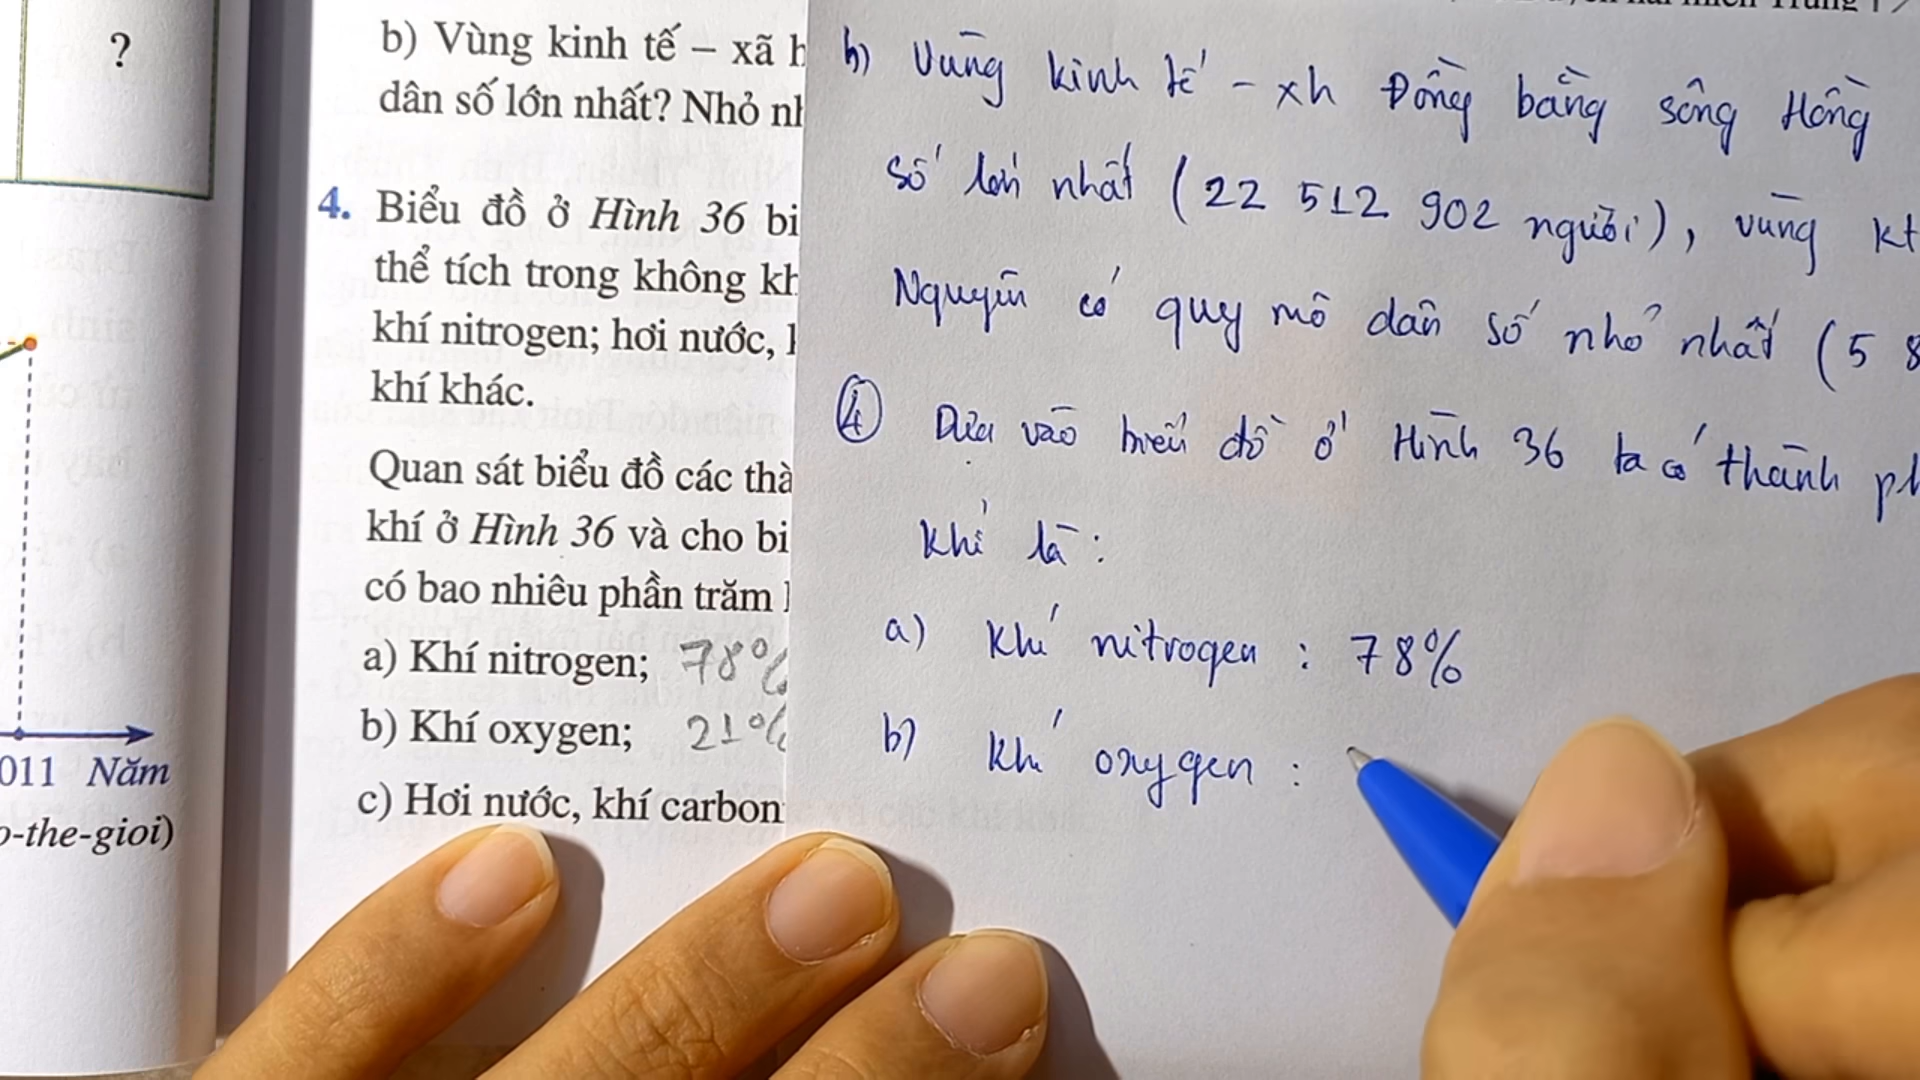 ?
011 Năm
o-the-gioi)
b) Vùng kinh tế – xã h
dân số lớn nhất? Nhỏ nh
4. Biểu đồ ở Hình 36 bi
thể tích trong không kh
khí nitrogen; hơi nước, k
khí khác.
Quan sát biểu đồ các thà
khí ở Hình 36 và cho bi
có bao nhiêu phần trăm
a) Khí nitrogen; 78%
b) Khí oxygen; 21%
c) Hơi nước, khí carbon
miền Trung
b) Vùng kinh tế - xh Đồng bằng sông Hồng
số lớn nhất (22 512 902 người), vùng kt
Nguyên có quy mô dân số nhỏ nhất (5 8
4 Dựa vào biểu đồ ở Hình 36 ta có thành ph
khí là:
a) Khí nitrogen : 78%
b) Khí oxygen :